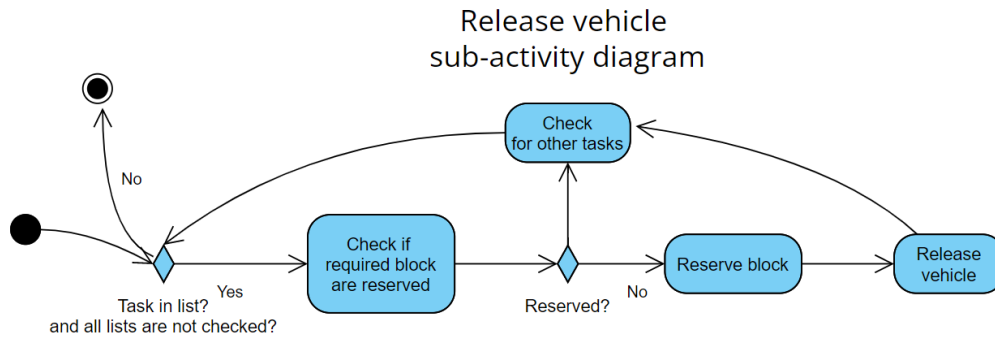 Release vehicle
sub-activity diagram
Check
for other tasks
No
Check if
required block
are reserved
Reserve block
Release
vehicle
Yes
No
Task in list?
and all lists are not checked?
Reserved?